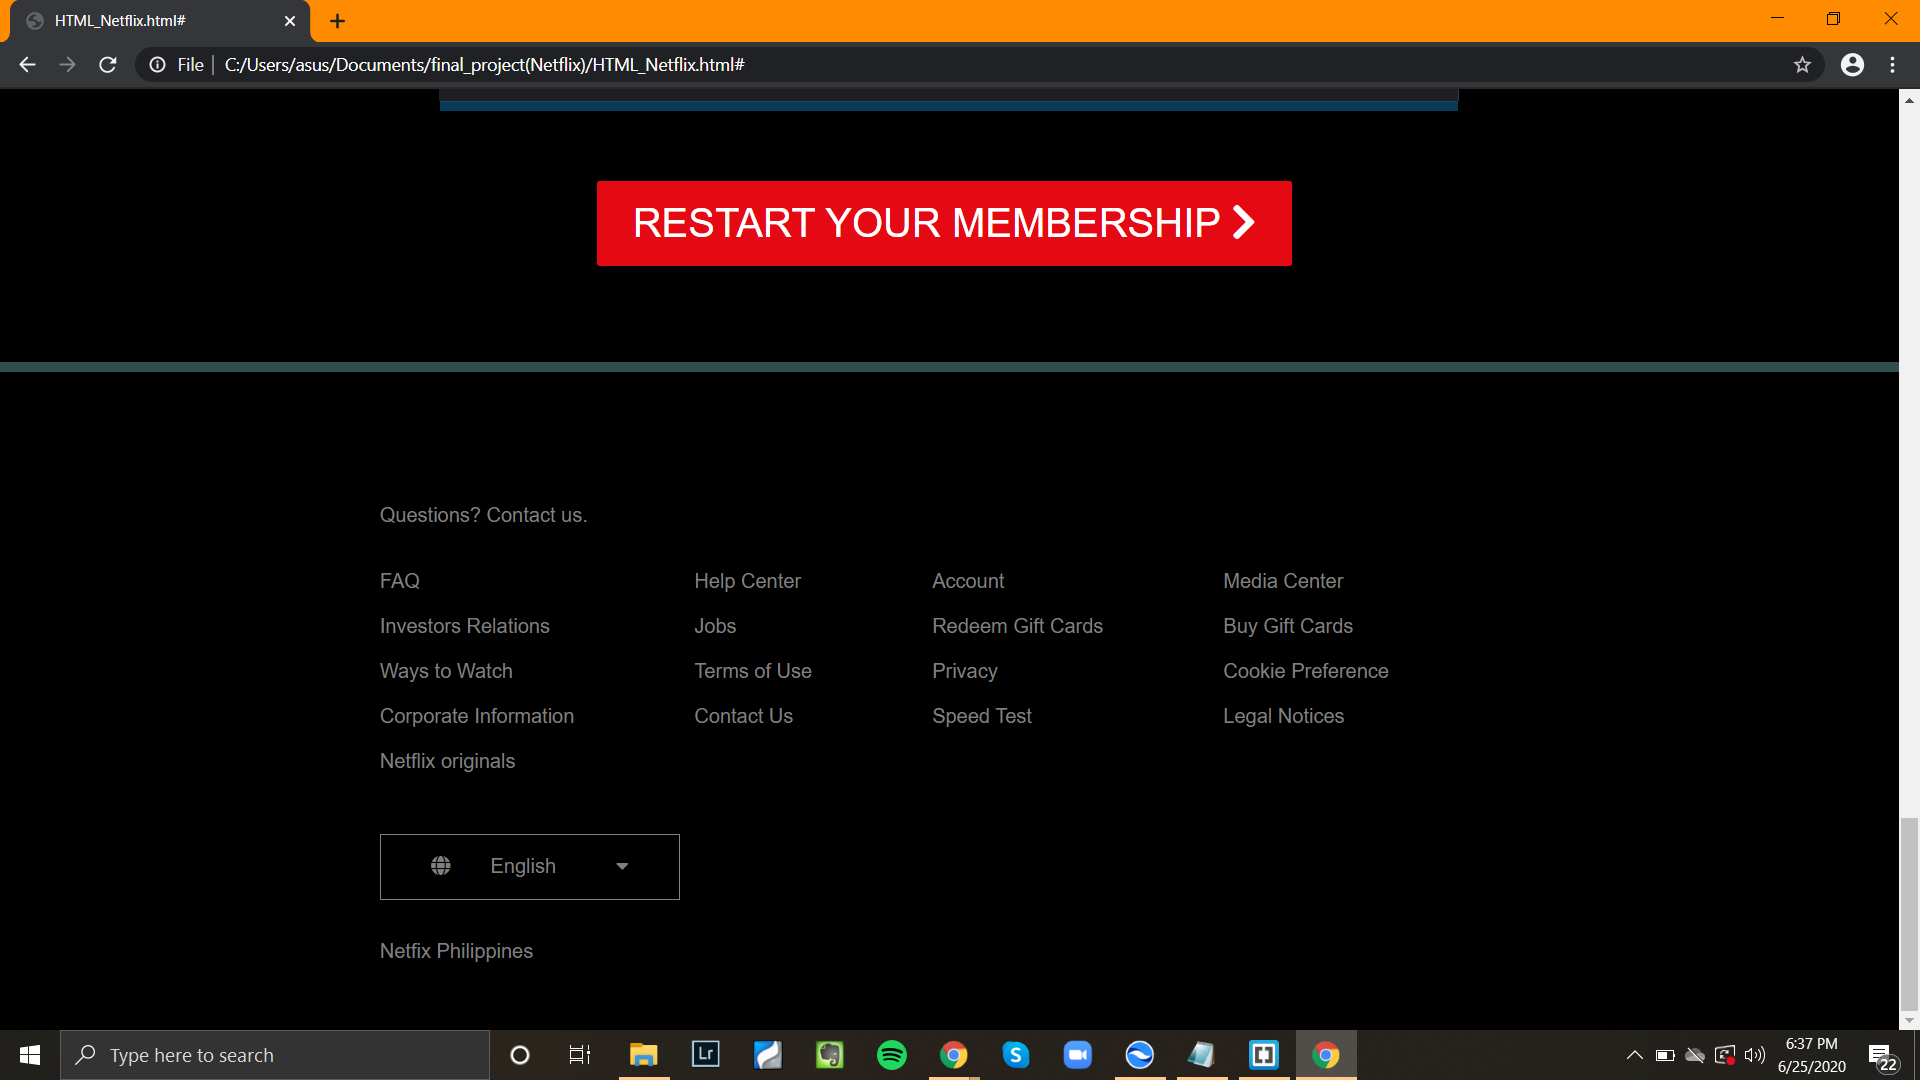 HTML_Netflix.html#
File
C:/Users/asus/Documents/final_project(Netflix)/HTML_Netflix.html#
RESTART YOUR MEMBERSHIP
Questions? Contact us.
FAQ Help Center Account Media Center
Investors Relations Jobs Redeem Gift Cards Buy Gift Cards
Ways to Watch Terms of Use Privacy Cookie Preference
Corporate Information Contact Us Speed Test Legal Notices
Netflix originals
English
Netfix Philippines
Type here to search
Lr
S
6:37 PM
6/25/2020
22